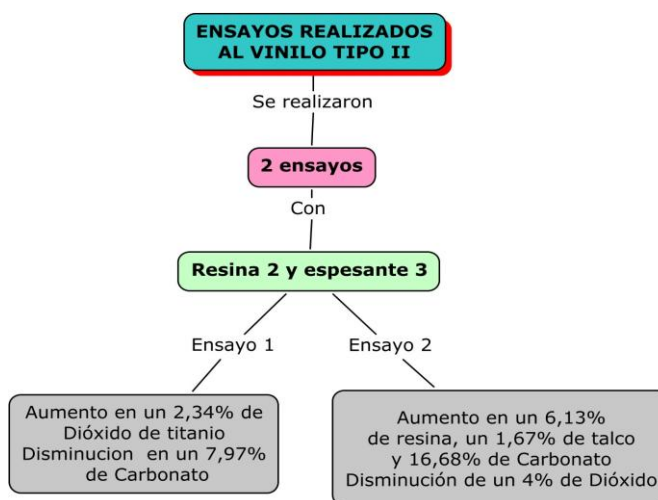 ENSAYOS REALIZADOS
AL VINILO TIPO II
Se realizaron
2 ensayos
Con
Resina 2 y espesante 3
Ensayo 1
Ensayo 2
Aumento en un 2,34% de
Dióxido de titanio
Disminucion en un 7,97%
de Carbonato
Aumento en un 6,13%
de resina, un 1,67% de talco
y 16,68% de Carbonato
Disminución de un 4% de Dióxido